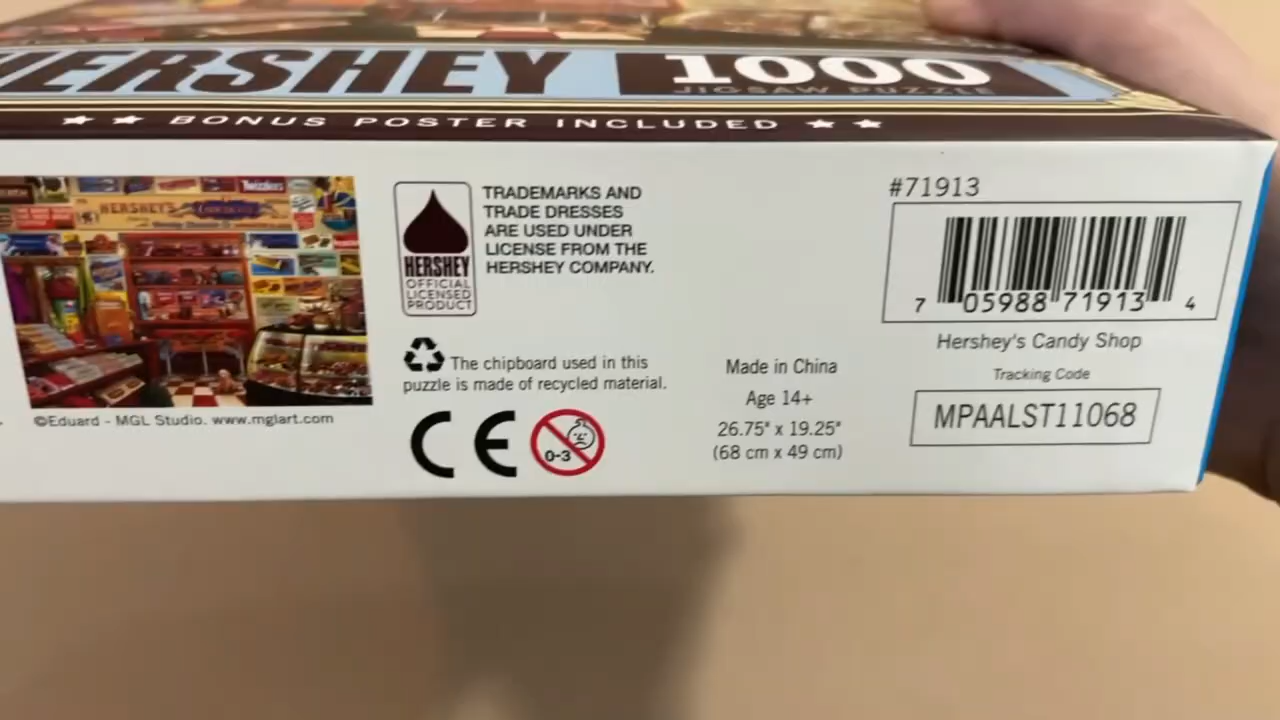 HERSHEY
1000
JIGSAW PUZZLE
BONUS POSTER INCLUDED
Twizzlers
HERSHEY'S
TRADEMARKS AND
TRADE DRESSES
ARE USED UNDER
LICENSE FROM THE
HERSHEY COMPANY.
HERSHEY
OFFICIAL
LICENSED
PRODUCT
#71913
7 05988 71913 4
Hershey's Candy Shop
Tracking Code
MPAALST11068
The chipboard used in this
puzzle is made of recycled material.
CE
0-3
Made in China
Age 14+
26.75" x 19.25"
(68 cm x 49 cm)
©Eduard - MGL Studio. www.mglart.com